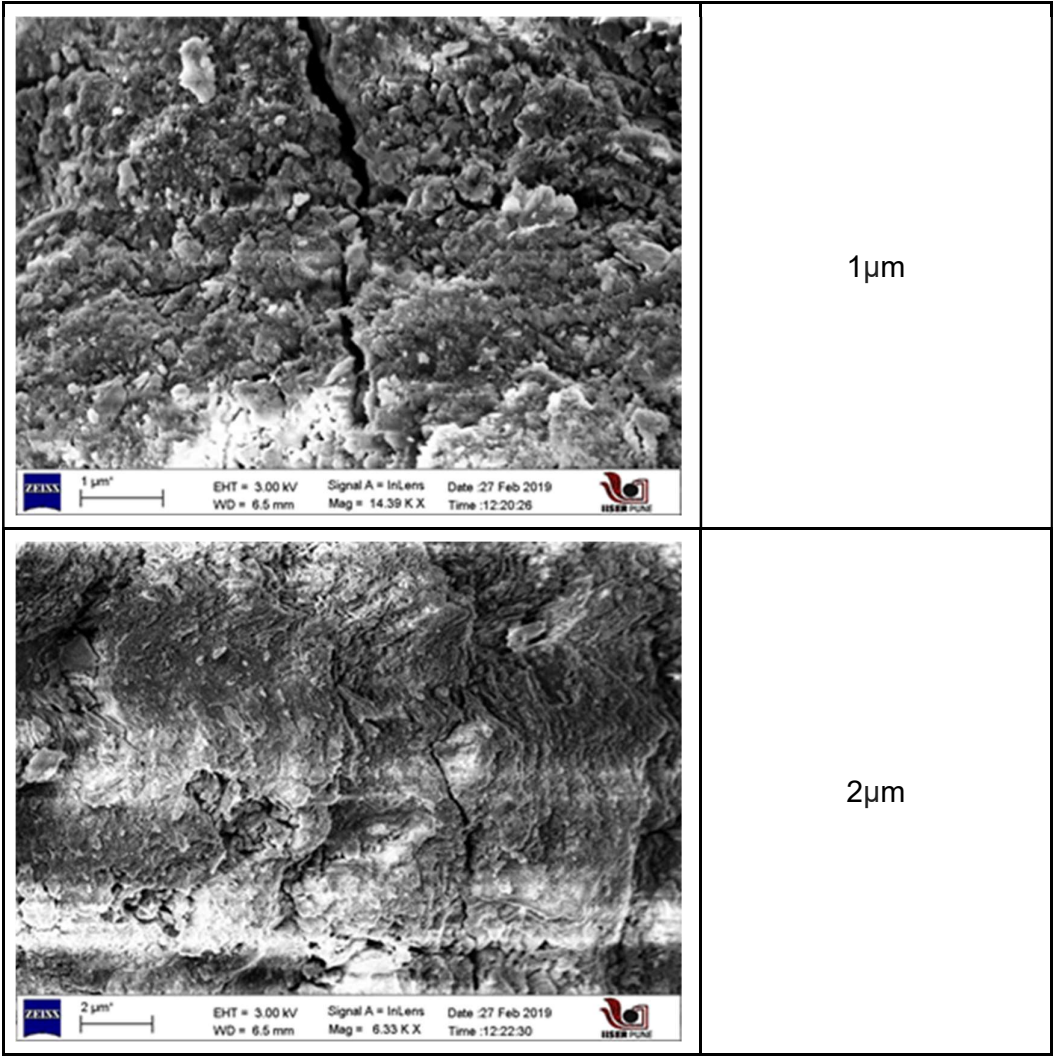 1µm
ZEISS
1 µm*
EHT = 3.00 kV
Signal A = InLens
Date :27 Feb 2019
WD = 6.5 mm
Mag = 14.39 K X
Time :12:20:26
IISER PUNE
2µm
ZEISS
2 µm*
EHT = 3.00 kV
Signal A = InLens
Date :27 Feb 2019
WD = 6.5 mm
Mag = 6.33 K X
Time :12:22:30
IISER PUNE